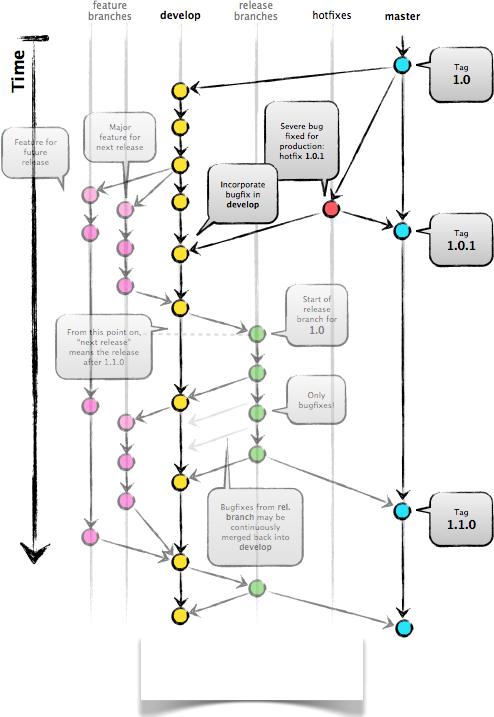 feature
branches
develop
release
branches
hotfixes
master
Time
Tag
1.0
Severe bug
fixed for
production:
hotfix 1.0.1
Major
feature for
next release
Feature for
future
release
Incorporate
bugfix in
develop
Tag
1.0.1
Start of
release
branch for
1.0
From this point on,
"next release"
means the release
after 1.1.0
Only
bugfixes!
Tag
1.1.0
Bugfixes from rel.
branch may be
continuously
merged back into
develop